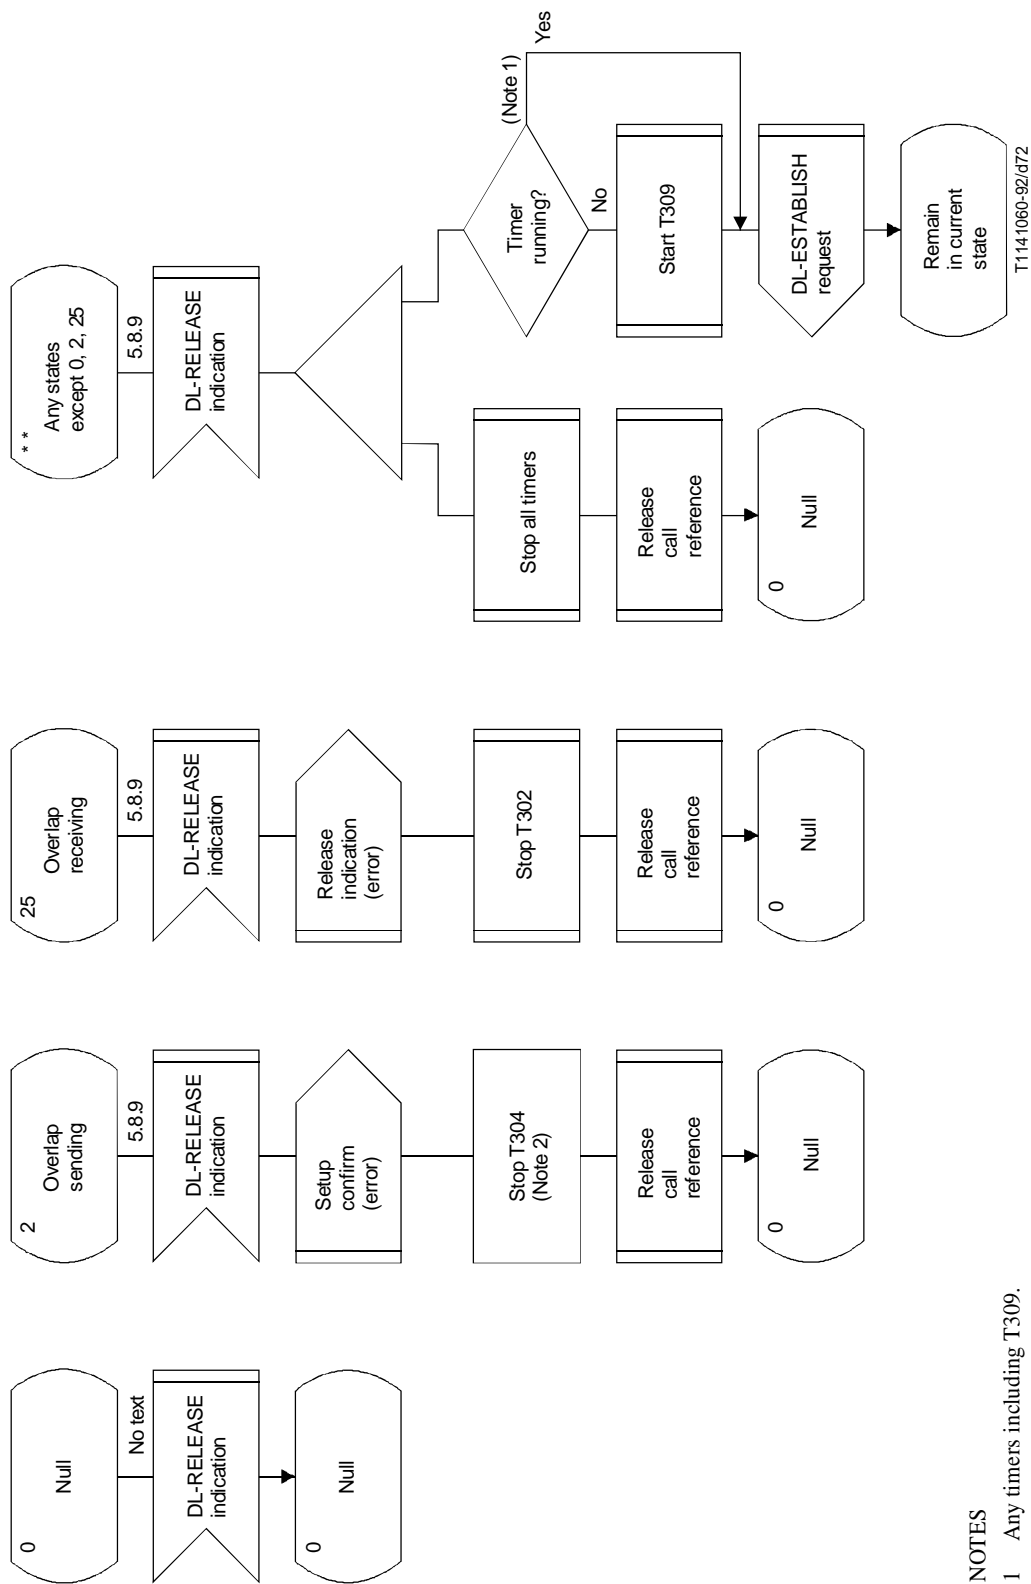 0
Null
No text
DL-RELEASE
indication
0
Null
2
Overlap
sending
5.8.9
DL-RELEASE
indication
Setup
confirm
(error)
Stop T304
(Note 2)
Release
call
reference
0
Null
25
Overlap
receiving
5.8.9
DL-RELEASE
indication
Release
indication
(error)
Stop T302
Release
call
reference
0
Null
* *
Any states
except 0, 2, 25
5.8.9
DL-RELEASE
indication
Stop all timers
Release
call
reference
0
Null
Timer
running?
(Note 1)
Yes
No
Start T309
DL-ESTABLISH
request
Remain
in current
state
T1141060-92/d72
NOTES
1 Any timers including T309.